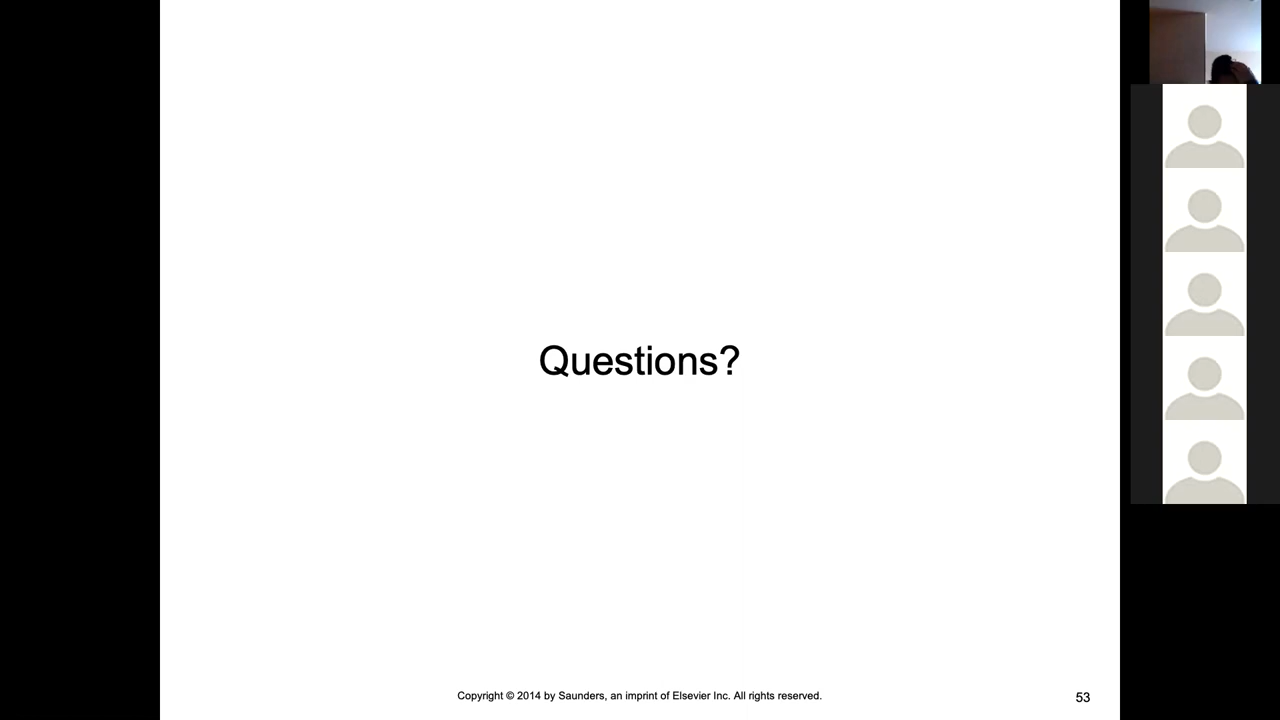 Questions?
Copyright © 2014 by Saunders, an imprint of Elsevier Inc. All rights reserved.
53